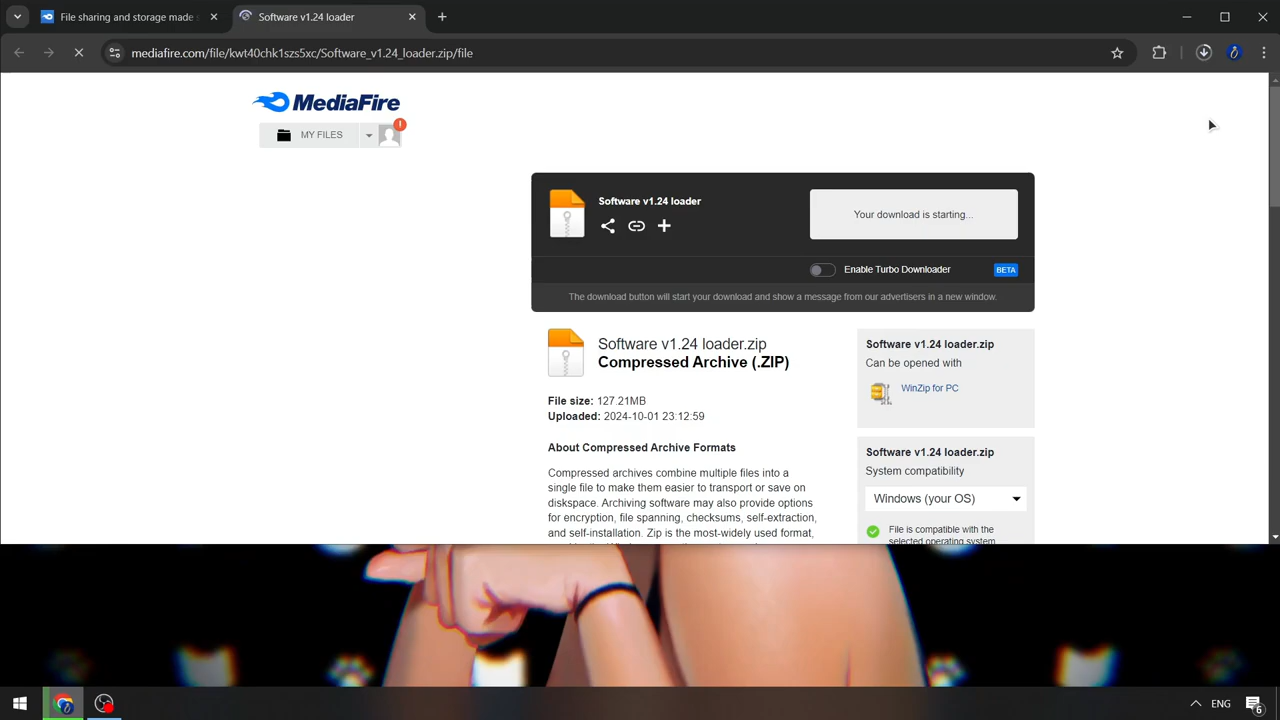 File sharing and storage made s
Software v1.24 loader
mediafire.com/file/kwt40chk1szs5xc/Software_v1.24_loader.zip/file
MediaFire
MY FILES
!
Software v1.24 loader
Your download is starting...
Enable Turbo Downloader
BETA
The download button will start your download and show a message from our advertisers in a new window.
Software v1.24 loader.zip
Compressed Archive (.ZIP)
File size: 127.21MB
Uploaded: 2024-10-01 23:12:59
About Compressed Archive Formats
Compressed archives combine multiple files into a
single file to make them easier to transport or save on
diskspace. Archiving software may also provide options
for encryption, file spanning, checksums, self-extraction,
and self-installation. Zip is the most-widely used format,
Software v1.24 loader.zip
Can be opened with
WinZip for PC
Software v1.24 loader.zip
System compatibility
Windows (your OS)
File is compatible with the
selected operating system
ENG
6